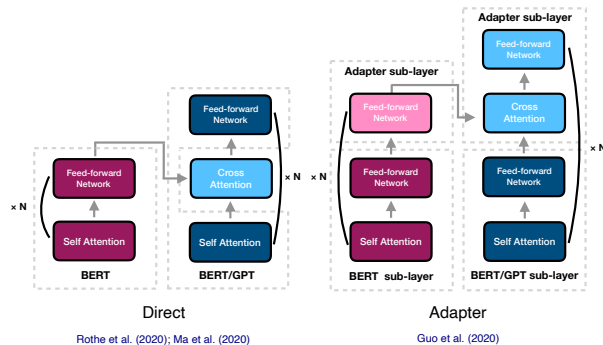 Feed-forward
Network
Self Attention
× N
BERT
Feed-forward
Network
Cross
Attention
Self Attention
× N
BERT/GPT
Direct
Rothe et al. (2020); Ma et al. (2020)
Adapter sub-layer
Feed-forward
Network
Feed-forward
Network
Self Attention
× N
BERT sub-layer
Adapter sub-layer
Feed-forward
Network
Cross
Attention
Feed-forward
Network
Self Attention
× N
BERT/GPT sub-layer
Adapter
Guo et al. (2020)